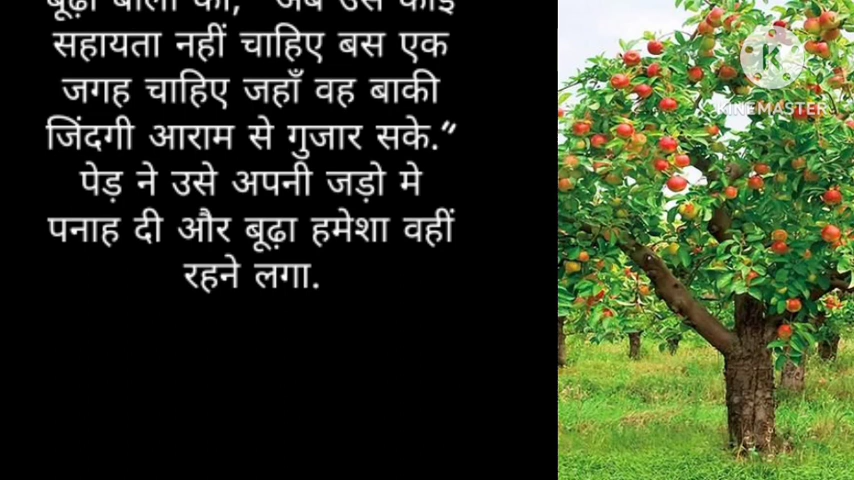 सहायता नहीं चाहिए बस एक
जगह चाहिए जहाँ वह बाकी
जिंदगी आराम से गुजार सके.”
पेड़ ने उसे अपनी जड़ो मे
पनाह दी और बूढ़ा हमेशा वहीं
रहने लगा.
KINEMASTER